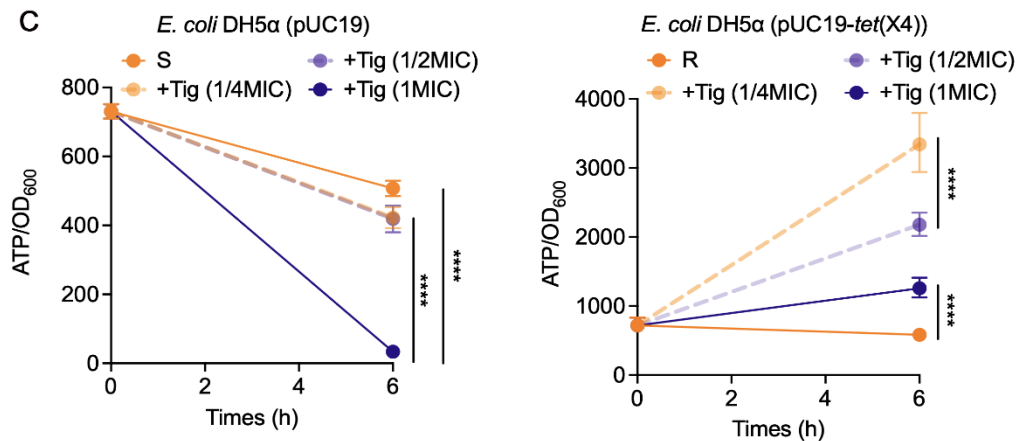 C
E. coli DH5α (pUC19)
S
+Tig (1/2MIC)
+Tig (1/4MIC)
+Tig (1MIC)
800
600
400
200
0
ATP/OD600
0
2
4
6
Times (h)
****
****
E. coli DH5α (pUC19-tet(X4))
R
+Tig (1/2MIC)
+Tig (1/4MIC)
+Tig (1MIC)
4000
3000
2000
1000
0
ATP/OD600
0
2
4
6
Times (h)
****
****